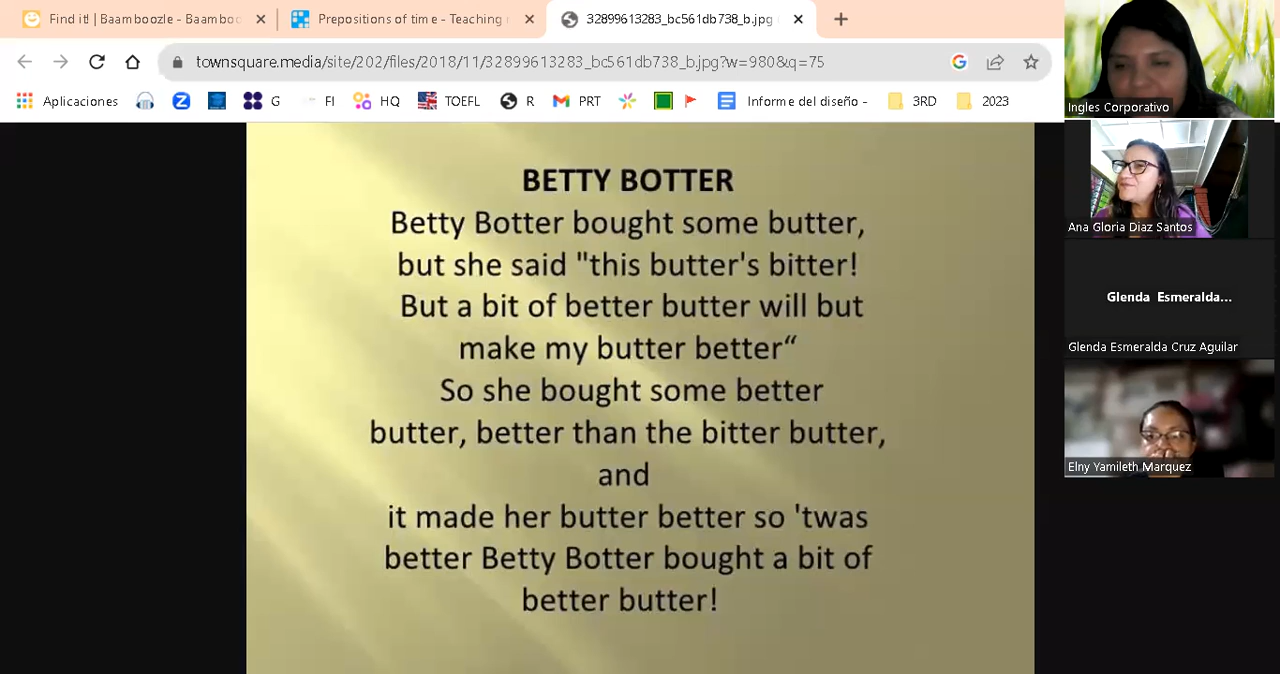 Find it! | Baamboozle - Baamboo
Prepositions of time - Teaching
32899613283_bc561db738_b.jpg
townsquare.media/site/202/files/2018/11/32899613283_bc561db738_b.jpg?w=980&q=75
Aplicaciones G FI HQ TOEFL R PRT Informe del diseño - 3RD 2023
BETTY BOTTER
Betty Botter bought some butter,
but she said "this butter's bitter!
But a bit of better butter will but
make my butter better“
So she bought some better
butter, better than the bitter butter,
and
it made her butter better so 'twas
better Betty Botter bought a bit of
better butter!
Ingles Corporativo
Ana Gloria Diaz Santos
Glenda Esmeralda...
Glenda Esmeralda Cruz Aguilar
Elny Yamileth Marquez